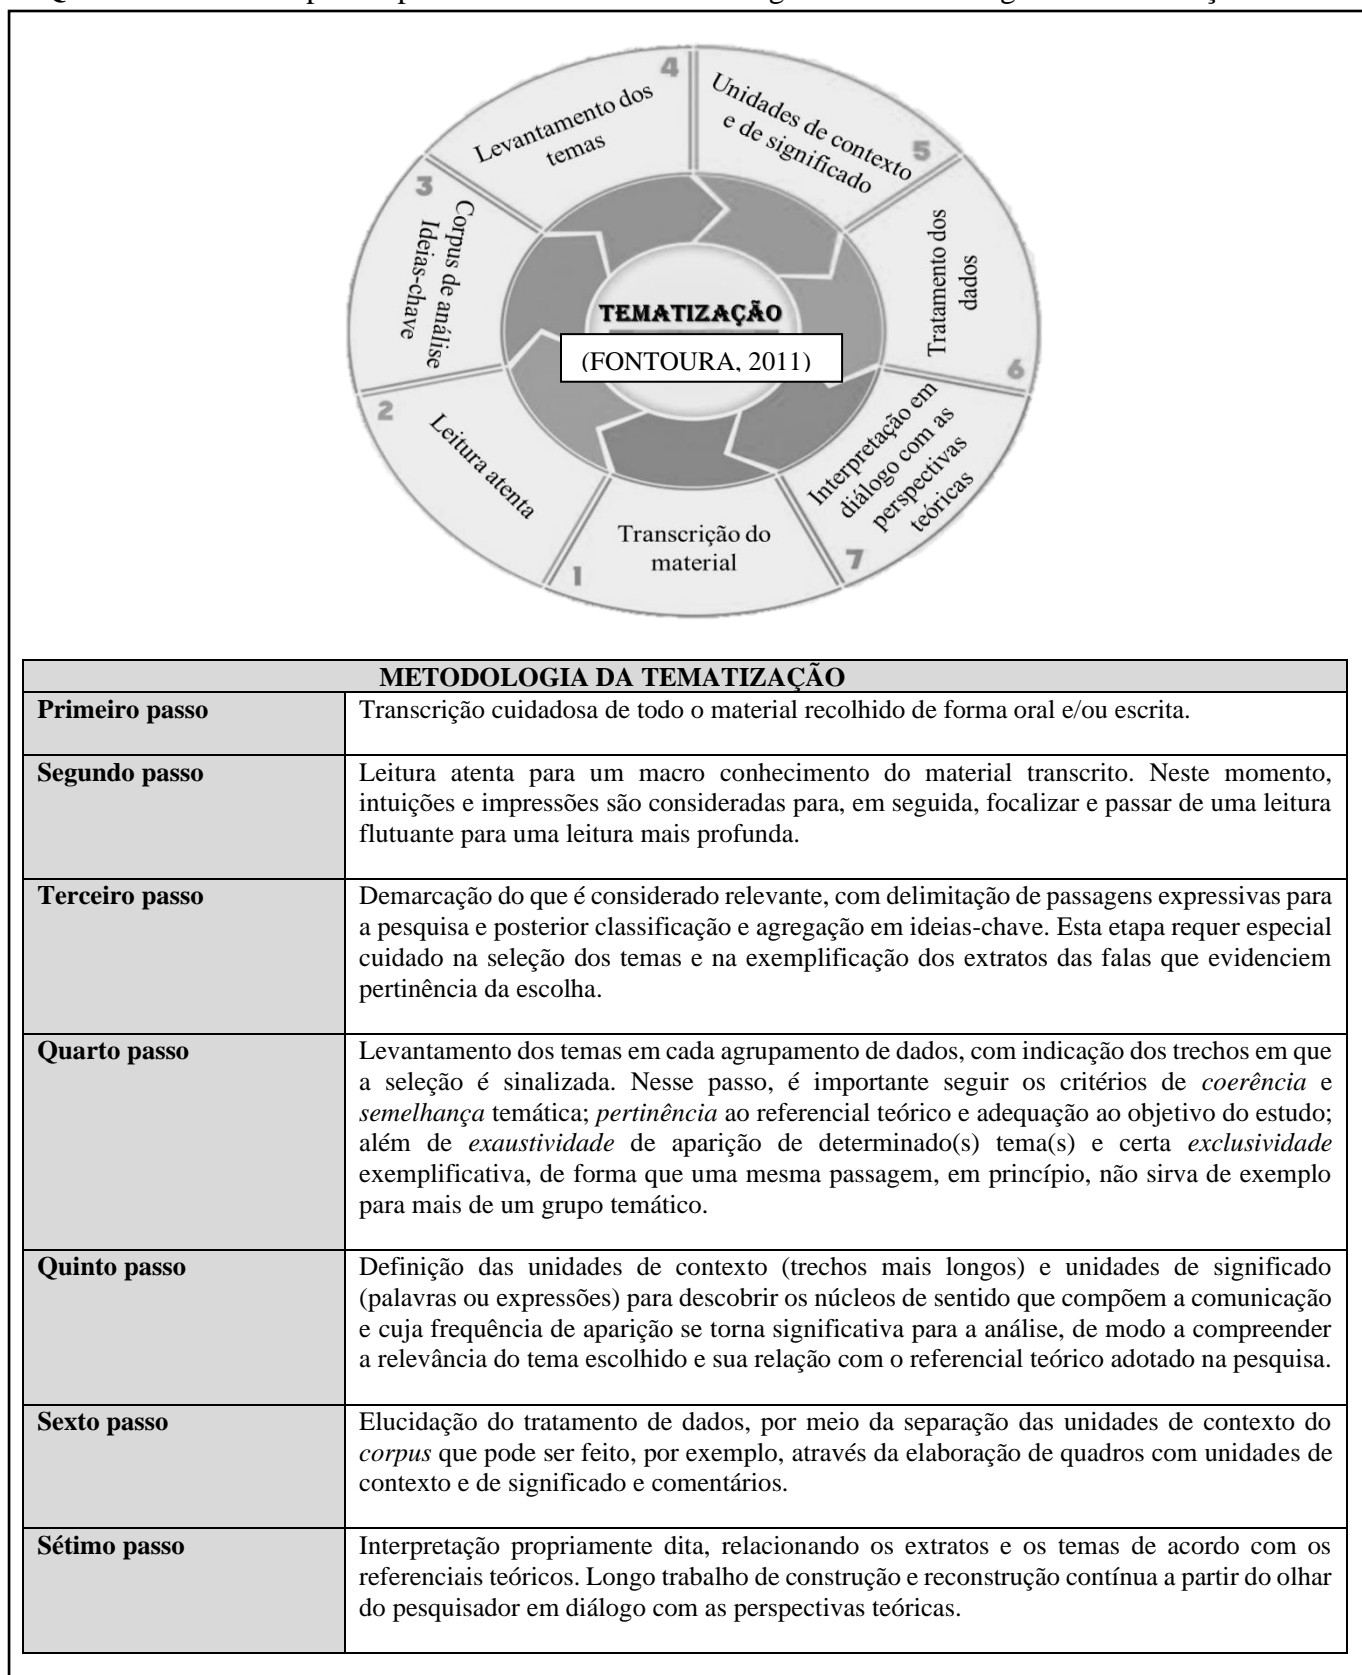 4
Levantamento dos
temas
Unidades de contexto
e de significado
5
3
Corpus de análise
Ideias-chave
Tratamento dos
dados
6
TEMATIZAÇÃO
(FONTOURA, 2011)
2
Leitura atenta
Interpretação em
diálogo com as
perspectivas
teóricas
7
1
Transcrição do
material
METODOLOGIA DA TEMATIZAÇÃO
Primeiro passo
Transcrição cuidadosa de todo o material recolhido de forma oral e/ou escrita.
Segundo passo
Leitura atenta para um macro conhecimento do material transcrito. Neste momento,
intuições e impressões são consideradas para, em seguida, focalizar e passar de uma leitura
flutuante para uma leitura mais profunda.
Terceiro passo
Demarcação do que é considerado relevante, com delimitação de passagens expressivas para
a pesquisa e posterior classificação e agregação em ideias-chave. Esta etapa requer especial
cuidado na seleção dos temas e na exemplificação dos extratos das falas que evidenciem
pertinência da escolha.
Quarto passo
Levantamento dos temas em cada agrupamento de dados, com indicação dos trechos em que
a seleção é sinalizada. Nesse passo, é importante seguir os critérios de coerência e
semelhança temática; pertinência ao referencial teórico e adequação ao objetivo do estudo;
além de exaustividade de aparição de determinado(s) tema(s) e certa exclusividade
exemplificativa, de forma que uma mesma passagem, em princípio, não sirva de exemplo
para mais de um grupo temático.
Quinto passo
Definição das unidades de contexto (trechos mais longos) e unidades de significado
(palavras ou expressões) para descobrir os núcleos de sentido que compõem a comunicação
e cuja frequência de aparição se torna significativa para a análise, de modo a compreender
a relevância do tema escolhido e sua relação com o referencial teórico adotado na pesquisa.
Sexto passo
Elucidação do tratamento de dados, por meio da separação das unidades de contexto do
corpus que pode ser feito, por exemplo, através da elaboração de quadros com unidades de
contexto e de significado e comentários.
Sétimo passo
Interpretação propriamente dita, relacionando os extratos e os temas de acordo com os
referenciais teóricos. Longo trabalho de construção e reconstrução contínua a partir do olhar
do pesquisador em diálogo com as perspectivas teóricas.